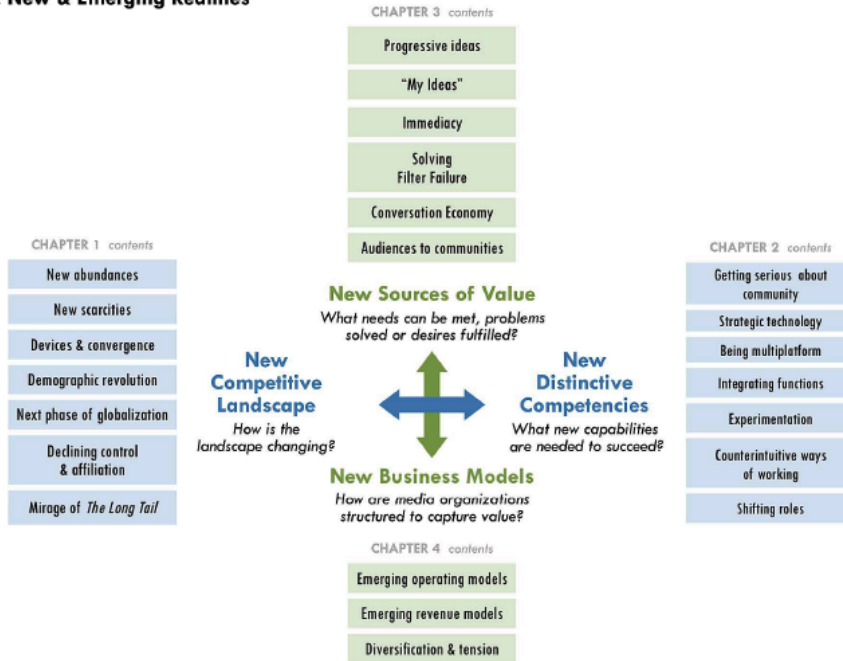 New & Emerging Realities
CHAPTER 3 contents
Progressive ideas
“My Ideas”
Immediacy
Solving
Filter Failure
Conversation Economy
Audiences to communities
CHAPTER 1 contents
New abundances
New scarcities
Devices & convergence
Demographic revolution
Next phase of globalization
Declining control
& affiliation
Mirage of The Long Tail
New Sources of Value
What needs can be met, problems
solved or desires fulfilled?
New
Competitive
Landscape
How is the
landscape changing?
New
Distinctive
Competencies
What new capabilities
are needed to succeed?
New Business Models
How are media organizations
structured to capture value?
CHAPTER 2 contents
Getting serious about
community
Strategic technology
Being multiplatform
Integrating functions
Experimentation
Counterintuitive ways
of working
Shifting roles
CHAPTER 4 contents
Emerging operating models
Emerging revenue models
Diversification & tension